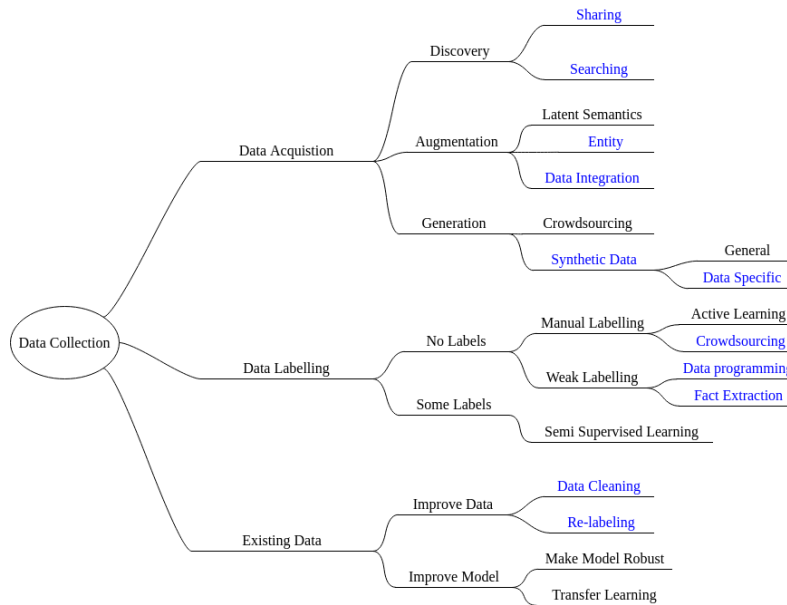 Data Collection
Data Acquistion
Discovery
Sharing
Searching
Augmentation
Latent Semantics
Entity
Data Integration
Generation
Crowdsourcing
Synthetic Data
General
Data Specific
Data Labelling
No Labels
Manual Labelling
Active Learning
Crowdsourcing
Weak Labelling
Data programming
Fact Extraction
Some Labels
Semi Supervised Learning
Existing Data
Improve Data
Data Cleaning
Re-labeling
Improve Model
Make Model Robust
Transfer Learning